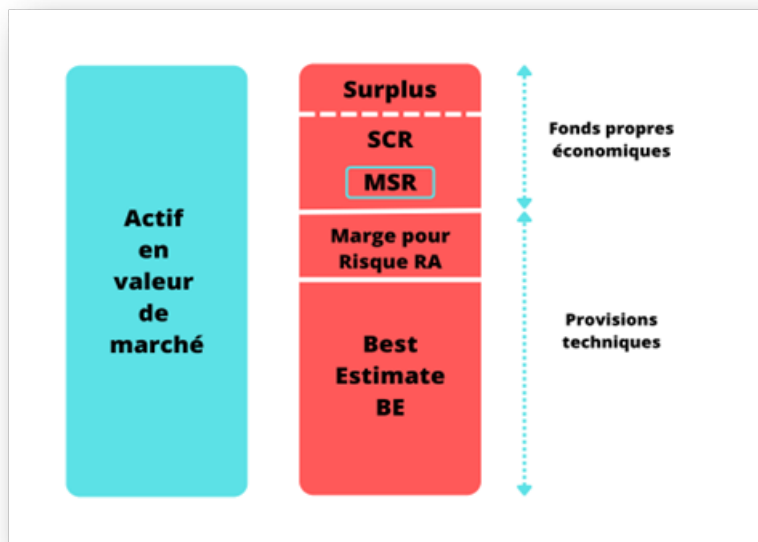 Actif
en
valeur
de
marché
Surplus
SCR
MSR
Marge pour
Risque RA
Best
Estimate
BE
Fonds propres
économiques
Provisions
techniques